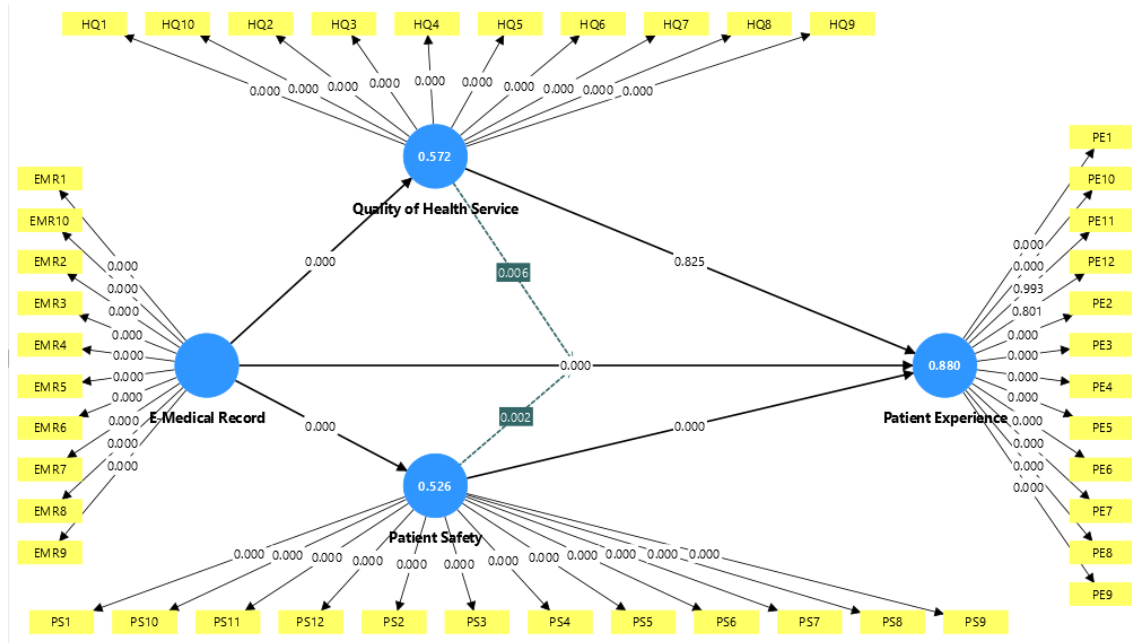 HQ1 HQ10 HQ2 HQ3 HQ4 HQ5 HQ6 HQ7 HQ8 HQ9
0.000 0.000 0.000 0.000 0.000 0.000 0.000 0.000 0.000 0.000
0.572
Quality of Health Service
EMR1
EMR10
EMR2
EMR3
EMR4
EMR5
EMR6
EMR7
EMR8
EMR9
0.000
0.000
0.000
0.000
0.000
0.000
0.000
0.000
0.000
0.000
E-Medical Record
0.000
0.006
0.825
0.000
0.002
0.000
0.000
PE1
PE10
PE11
PE12
PE2
PE3
PE4
PE5
PE6
PE7
PE8
PE9
0.000
0.000
0.993
0.801
0.000
0.000
0.000
0.000
0.000
0.000
0.000
0.000
0.880
Patient Experience
0.526
Patient Safety
0.000 0.000 0.000 0.000 0.000 0.000 0.000 0.000 0.000 0.000 0.000 0.000
PS1 PS10 PS11 PS12 PS2 PS3 PS4 PS5 PS6 PS7 PS8 PS9